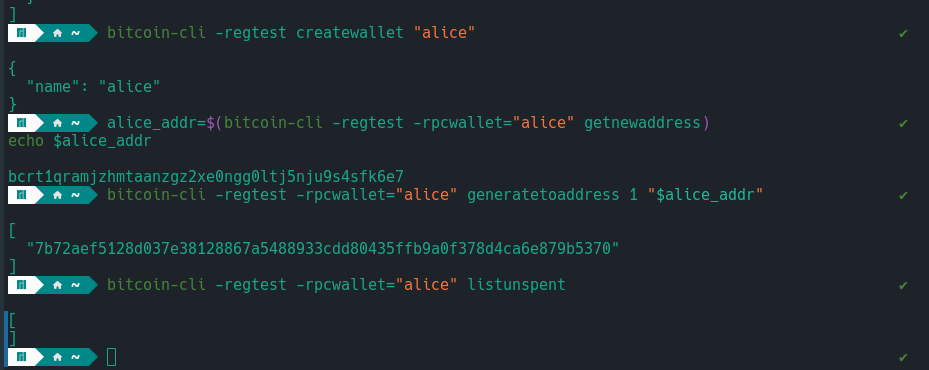 ]
~ bitcoin-cli -regtest createwallet "alice" ✔
{
"name": "alice"
}
~ alice_addr=$(bitcoin-cli -regtest -rpcwallet="alice" getnewaddress) ✔
echo $alice_addr
bcrt1qramjzhmtaanzgz2xe0ngg0ltj5nju9s4sfk6e7
~ bitcoin-cli -regtest -rpcwallet="alice" generatetoaddress 1 "$alice_addr" ✔
[
"7b72aef5128d037e38128867a5488933cdd80435ffb9a0f378d4ca6e879b5370"
]
~ bitcoin-cli -regtest -rpcwallet="alice" listunspent ✔
[
]
~ ✔